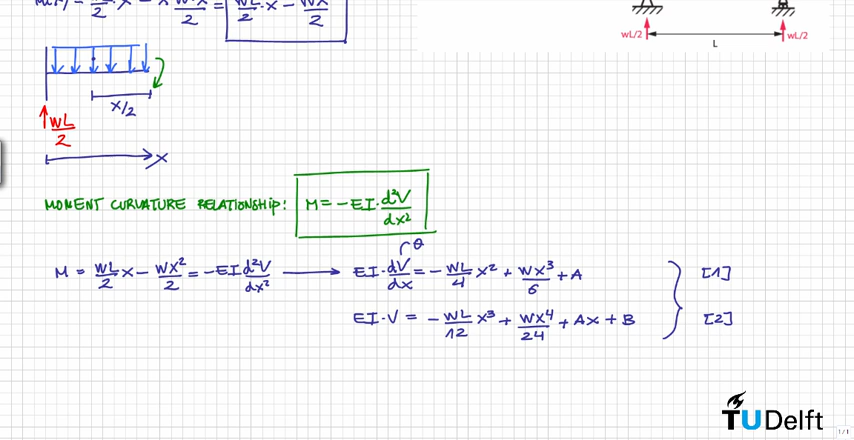 M(x) = WL/2 · x − x · W·x/2 = WL/2 · x − Wx²/2
wL/2
wL/2
L
x/2
WL/2
x
MOMENT CURVATURE RELATIONSHIP: M = −EI · d²V/dx²
θ
M = WL/2 x − Wx²/2 = −EI d²V/dx² → EI · dV/dx = −WL/4 x² + Wx³/6 + A [1]
EI·V = −WL/12 x³ + Wx⁴/24 + Ax + B [2]
TUDelft
1/1